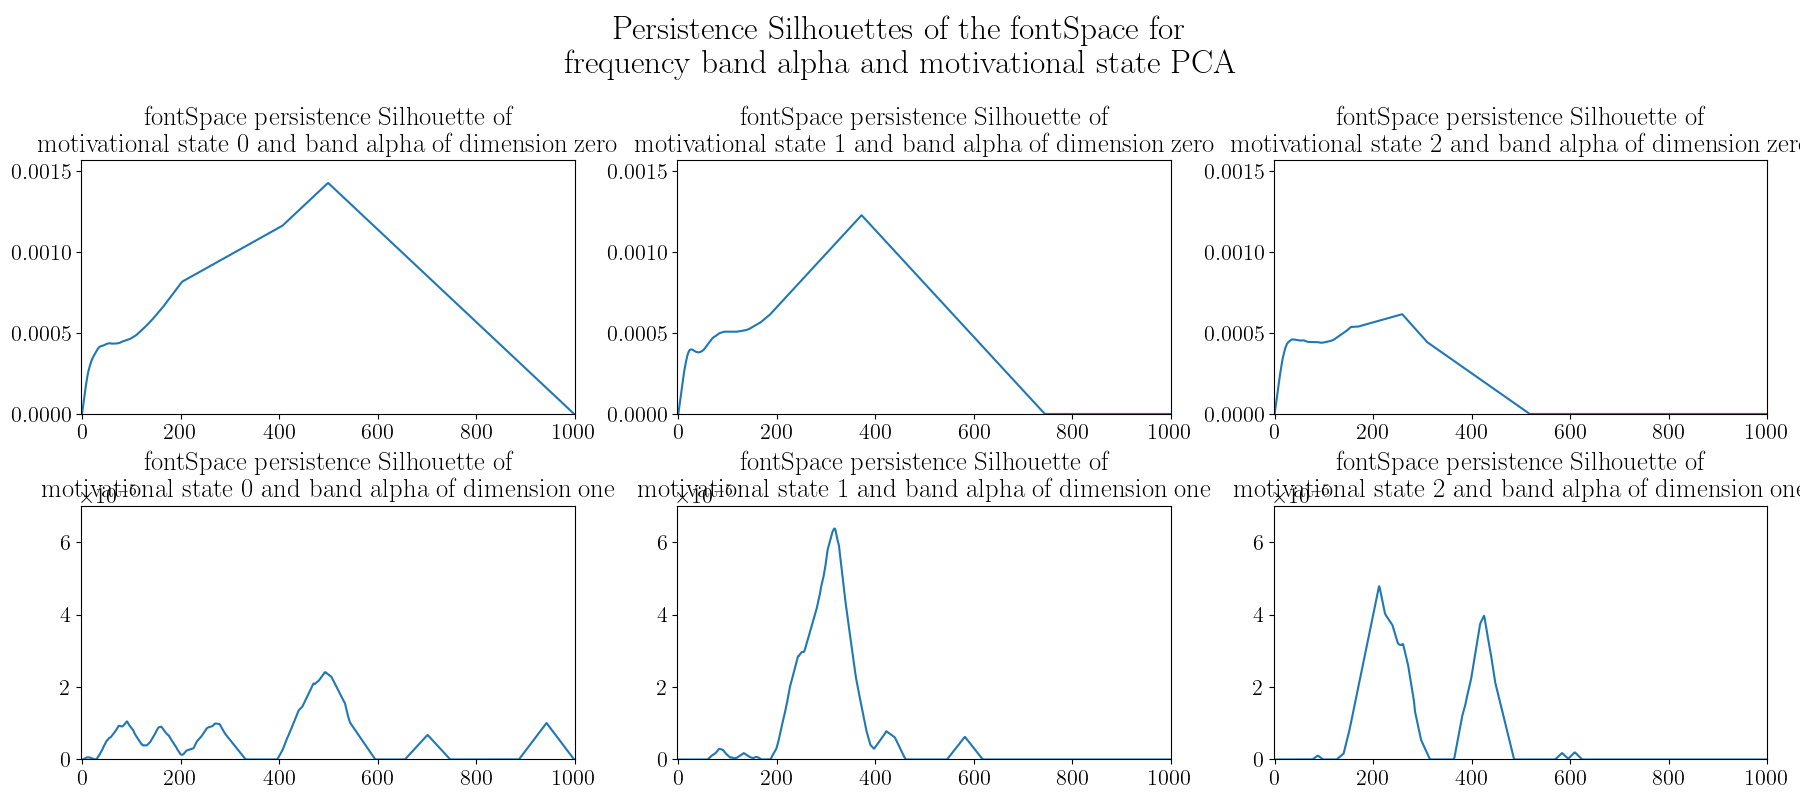 Persistence Silhouettes of the fontSpace for
frequency band alpha and motivational state PCA
fontSpace persistence Silhouette of
motivational state 0 and band alpha of dimension zero
0.0015
0.0010
0.0005
0.0000
0 200 400 600 800 1000
fontSpace persistence Silhouette of
motivational state 1 and band alpha of dimension zero
0.0015
0.0010
0.0005
0.0000
0 200 400 600 800 1000
fontSpace persistence Silhouette of
motivational state 2 and band alpha of dimension zero
0.0015
0.0010
0.0005
0.0000
0 200 400 600 800 1000
fontSpace persistence Silhouette of
motivational state 0 and band alpha of dimension one
6
4
2
0
0 200 400 600 800 1000
fontSpace persistence Silhouette of
motivational state 1 and band alpha of dimension one
6
4
2
0
0 200 400 600 800 1000
fontSpace persistence Silhouette of
motivational state 2 and band alpha of dimension one
6
4
2
0
0 200 400 600 800 1000